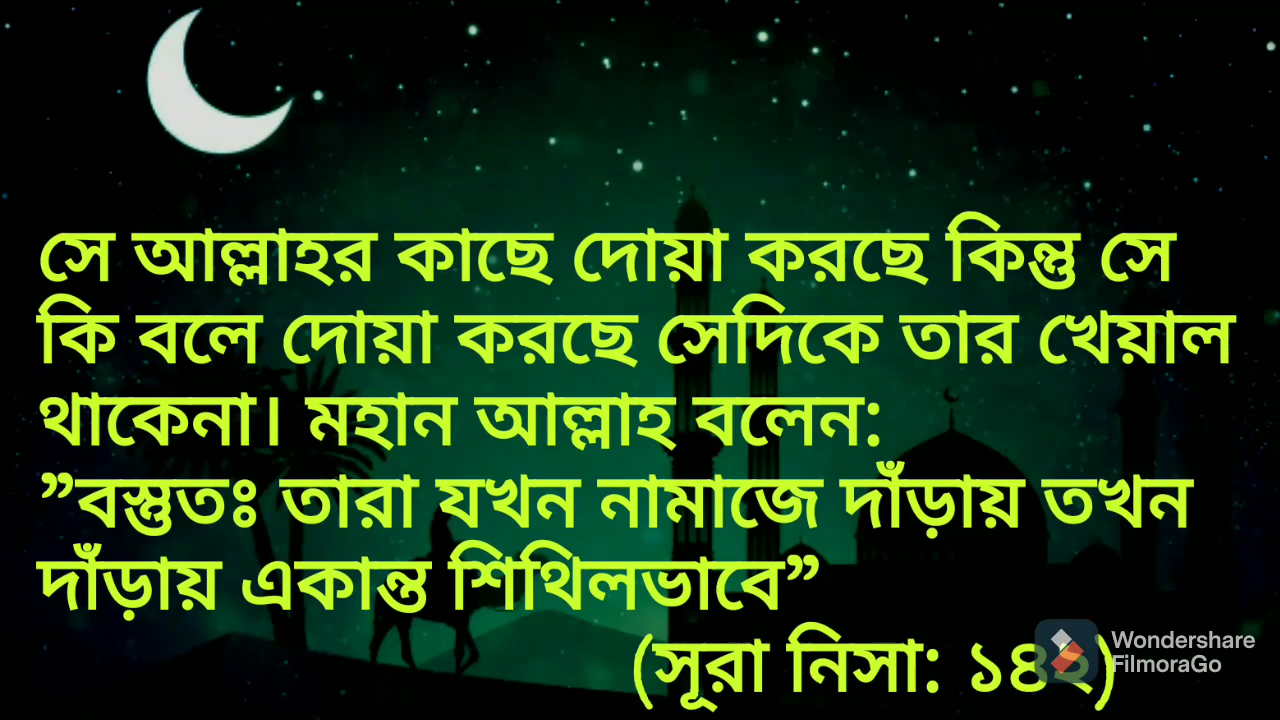 সে আল্লাহর কাছে দোয়া করছে কিন্তু সে
কি বলে দোয়া করছে সেদিকে তার খেয়াল
থাকেনা। মহান আল্লাহ বলেন:
”বস্তুতঃ তারা যখন নামাজে দাঁড়ায় তখন
দাঁড়ায় একান্ত শিথিলভাবে”
(সূরা নিসা: ১৪২)
Wondershare
FilmoraGo